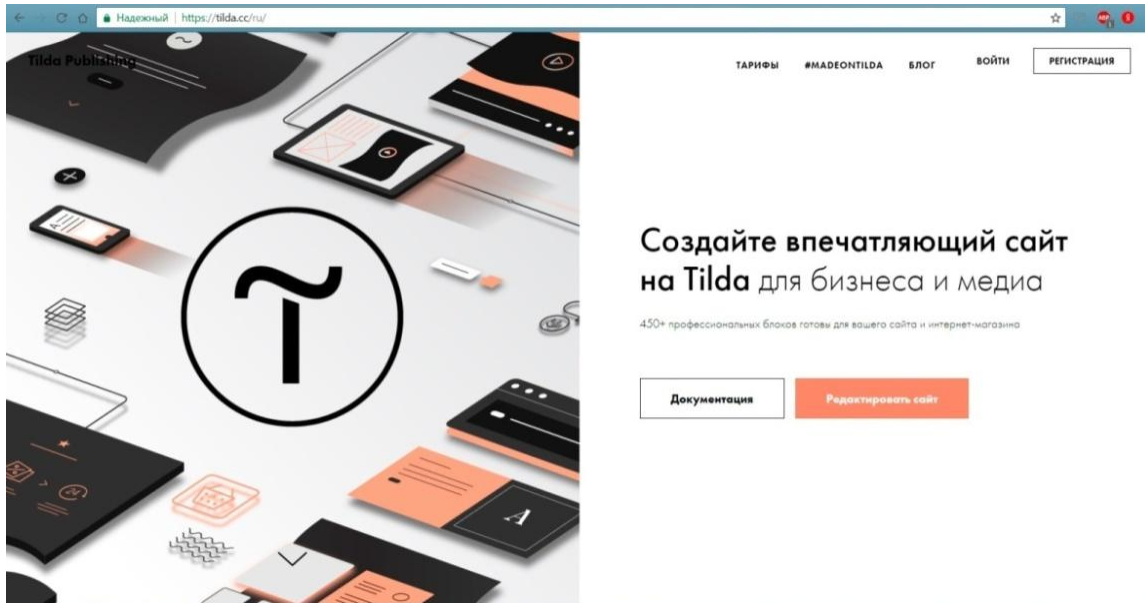 Надежный | https://tilda.cc/ru/
Tilda Publishing
ТАРИФЫ #MADEONTILDA БЛОГ ВОЙТИ РЕГИСТРАЦИЯ
Создайте впечатляющий сайт
на Tilda для бизнеса и медиа
450+ профессиональных блоков готовы для вашего сайта и интернет-магазина
Документация Редактировать сайт
24
A